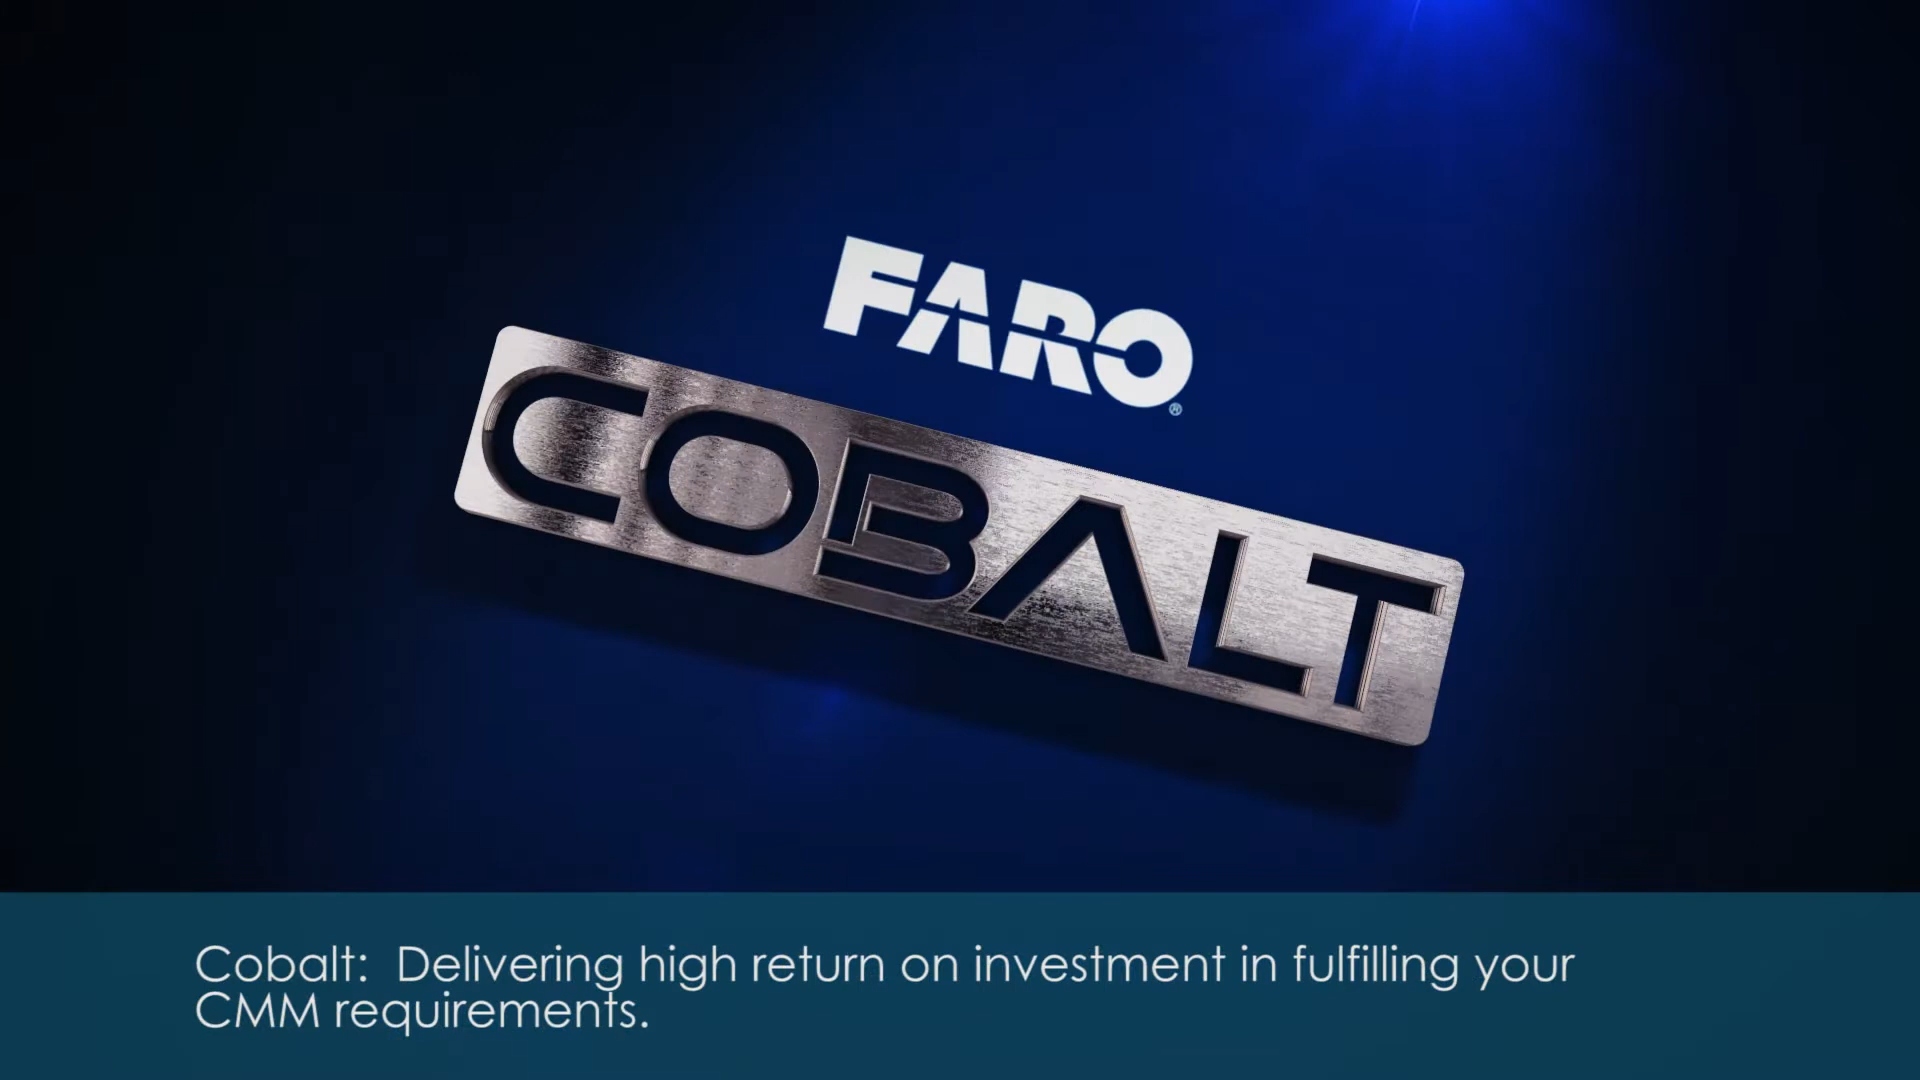 FARO®
COBALT
Cobalt:  Delivering high return on investment in fulfilling your
CMM requirements.